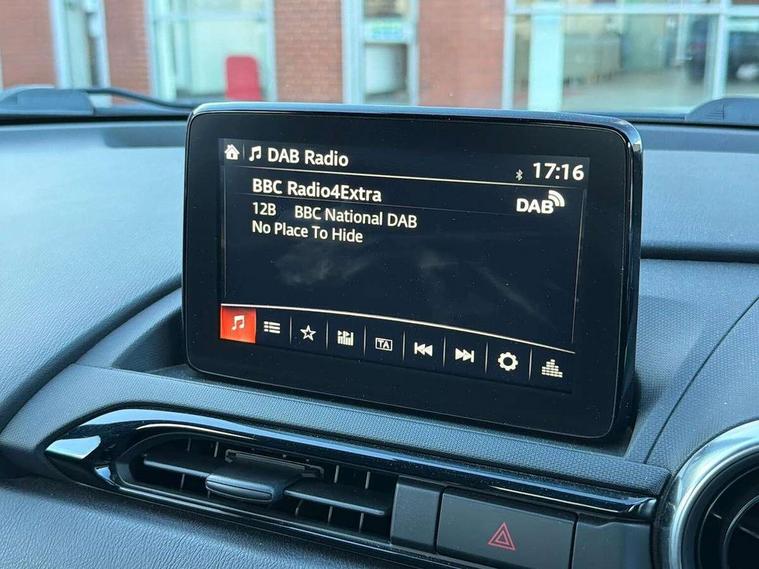 DAB Radio
17:16
BBC Radio4Extra
DAB
12B BBC National DAB
No Place To Hide
TA